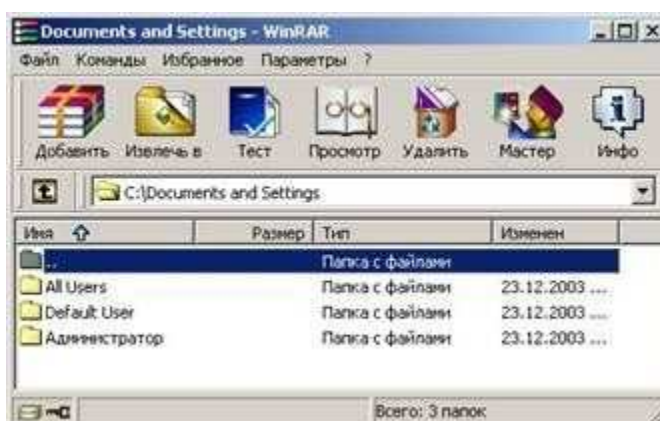 Documents and Settings - WinRAR
Файл Команды Избранное Параметры ?
Добавить Извлечь в Тест Просмотр Удалить Мастер Инфо
C:\Documents and Settings
Имя Размер Тип Изменен
.. Папка с файлами
All Users Папка с файлами 23.12.2003 ...
Default User Папка с файлами 23.12.2003 ...
Администратор Папка с файлами 23.12.2003 ...
Всего: 3 папок